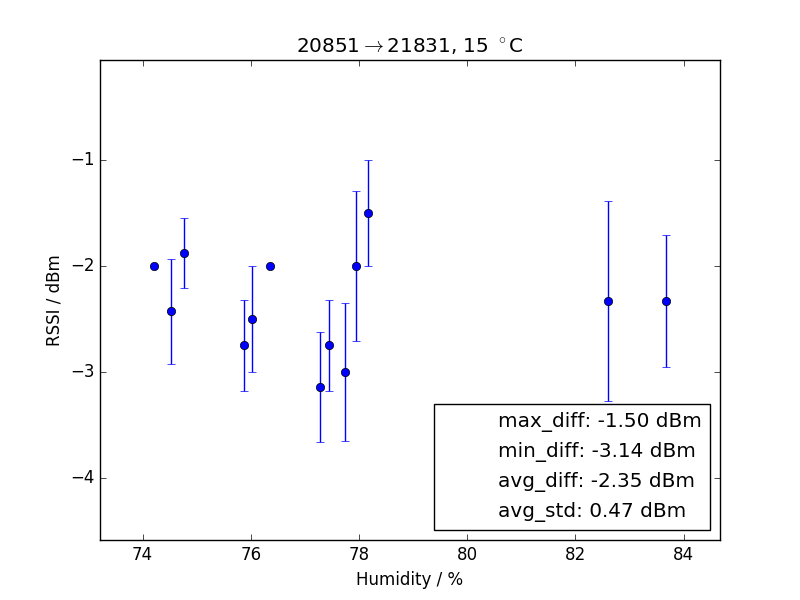 20851→21831, 15 °C
−1
−2
−3
−4
RSSI / dBm
max_diff: -1.50 dBm
min_diff: -3.14 dBm
avg_diff: -2.35 dBm
avg_std: 0.47 dBm
74 76 78 80 82 84
Humidity / %